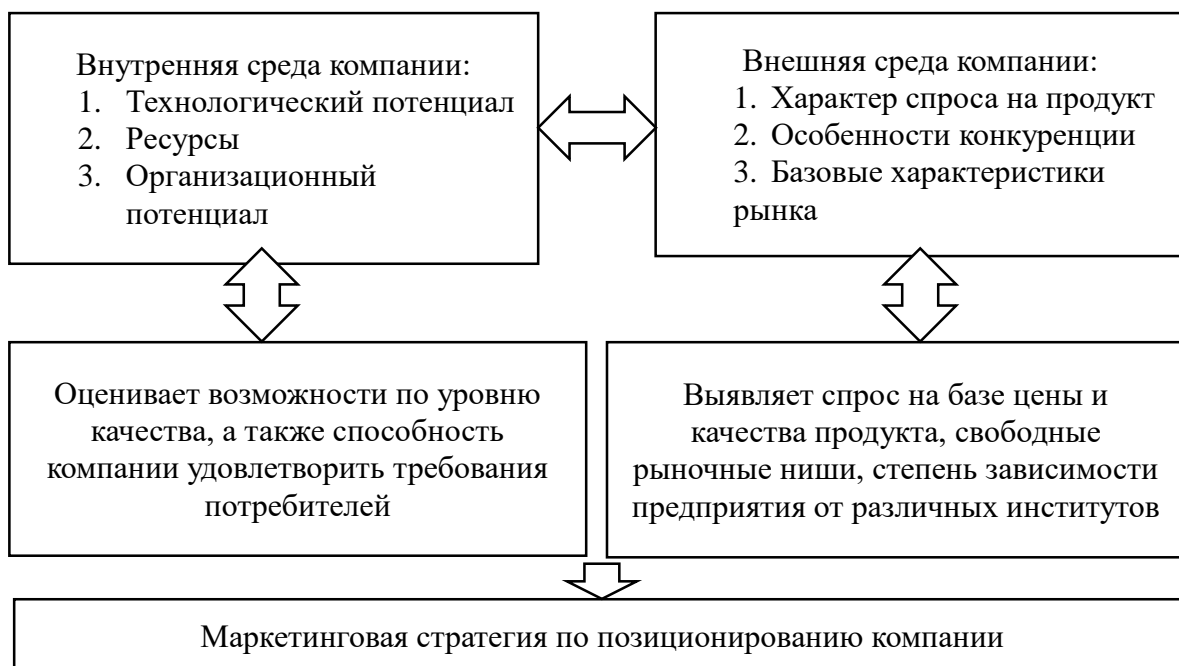 Внутренняя среда компании:
1. Технологический потенциал
2. Ресурсы
3. Организационный
потенциал
Внешняя среда компании:
1. Характер спроса на продукт
2. Особенности конкуренции
3. Базовые характеристики
рынка
Оценивает возможности по уровню
качества, а также способность
компании удовлетворить требования
потребителей
Выявляет спрос на базе цены и
качества продукта, свободные
рыночные ниши, степень зависимости
предприятия от различных институтов
Маркетинговая стратегия по позиционированию компании